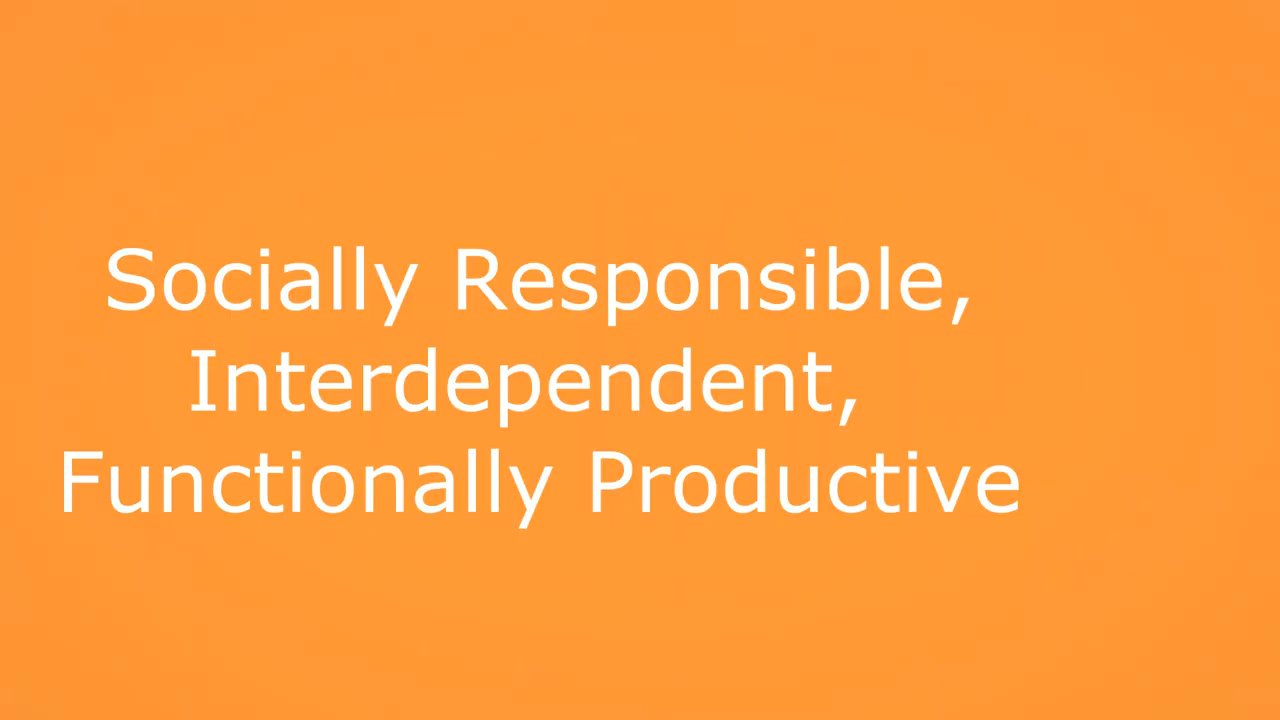 Socially Responsible,
Interdependent,
Functionally Productive